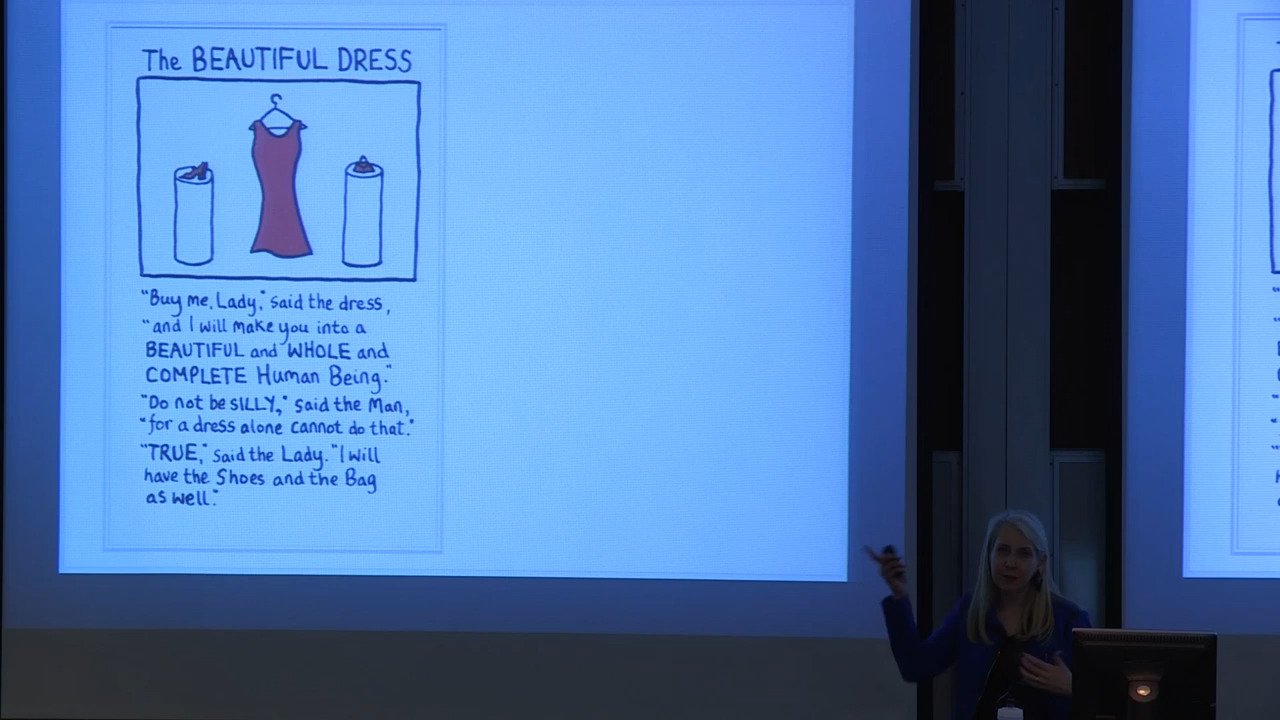 The BEAUTIFUL DRESS
"Buy me, Lady," said the dress,
"and I will make you into a
BEAUTIFUL and WHOLE and
COMPLETE Human Being."
"Do not be SILLY," said the Man,
"for a dress alone cannot do that."
"TRUE," said the Lady. "I will
have the Shoes and the Bag
as well."